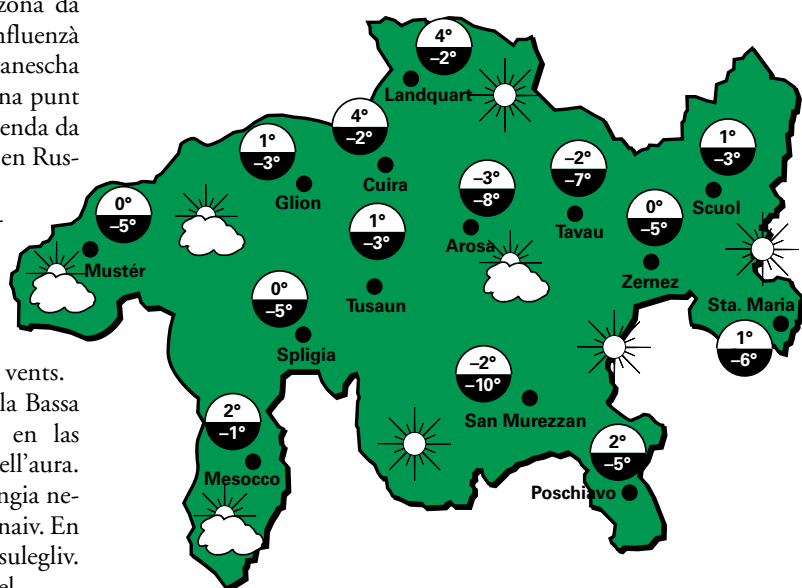 zona da
nfluenzà
anescha
na punt
enda da
en Rus-
vents.
la Bassa
en las
ell'aura.
ngia ne-
naiv. En
sulegliv.
4°
–2°
Landquart
4°
–2°
Cuira
1°
–3°
Glion
0°
–5°
Mustér
1°
–3°
Tusaun
–3°
–8°
Arosa
–2°
–7°
Tavau
0°
–5°
Zernez
1°
–3°
Scuol
Sta. Maria
1°
–6°
0°
–5°
Spligia
–2°
–10°
San Murezzan
2°
–1°
Mesocco
2°
–5°
Poschiavo